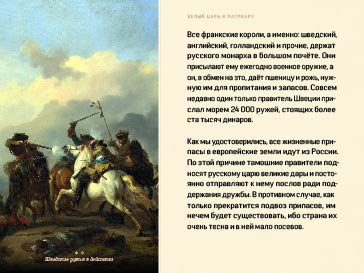 БЕЛЫЙ ЦАРЬ И ПАТРИАРХ
Все франкские короли, а именно: шведский,
английский, голландский и прочие, держат
русского монарха в большом почёте. Они
присылают ему ежегодно военное оружие, а
он, в обмен на это, даёт пшеницу и рожь, нуж
ную им для пропитания и запасов. Совсем
недавно один только правитель Швеции при-
слал морем 24 000 ружей, стоящих более
ста тысяч динаров.
Как мы удостоверились, все жизненные при-
пасы в европейские земли идут из России.
По этой причине тамошние правители под-
носят русскому царю великие дары и посто-
янно отправляют к нему послов ради под-
держания дружбы. В противном случае, как
только прекратится подвоз припасов, им
нечем будет существовать, ибо страна их
очень тесна и в ней мало посевов.
Шведские ружья в действии